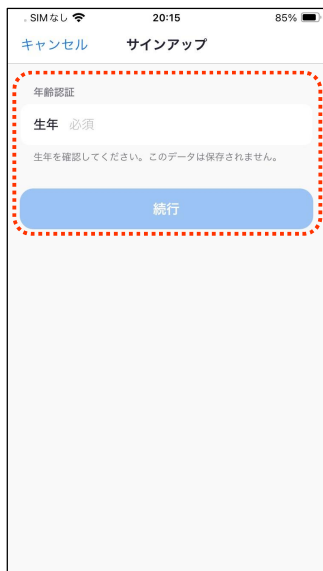 SIMなし 20:15 85%
キャンセル サインアップ
年齢認証
生年 必須
生年を確認してください。このデータは保存されません。
続行